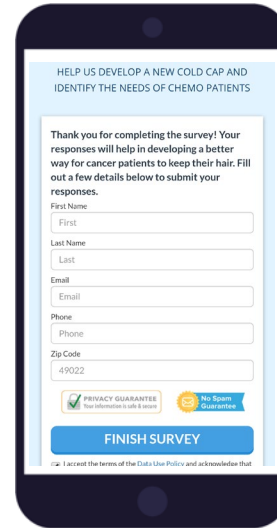 HELP US DEVELOP A NEW COLD CAP AND
IDENTIFY THE NEEDS OF CHEMO PATIENTS
Thank you for completing the survey! Your
responses will help in developing a better
way for cancer patients to keep their hair. Fill
out a few details below to submit your
responses.
First Name
First
Last Name
Last
Email
Email
Phone
Phone
Zip Code
49022
PRIVACY GUARANTEE
Your information is safe & secure
No Spam
Guarantee
FINISH SURVEY
I accept the terms of the Data Use Policy and acknowledge that